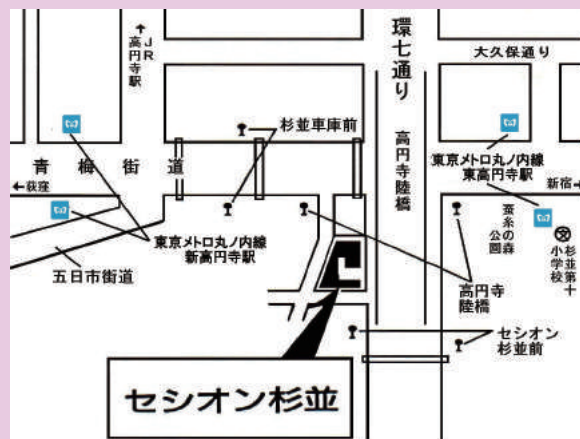 ↑JR
高円寺駅
環七通り
大久保通り
高円寺陸橋
杉並車庫前
青梅街道
←荻窪
東京メトロ丸ノ内線
東高円寺駅
新宿→
東京メトロ丸ノ内線
新高円寺駅
五日市街道
蚕糸の森
公園
文
杉並第十
小学校
高円寺
陸橋
セシオン
杉並前
セシオン杉並